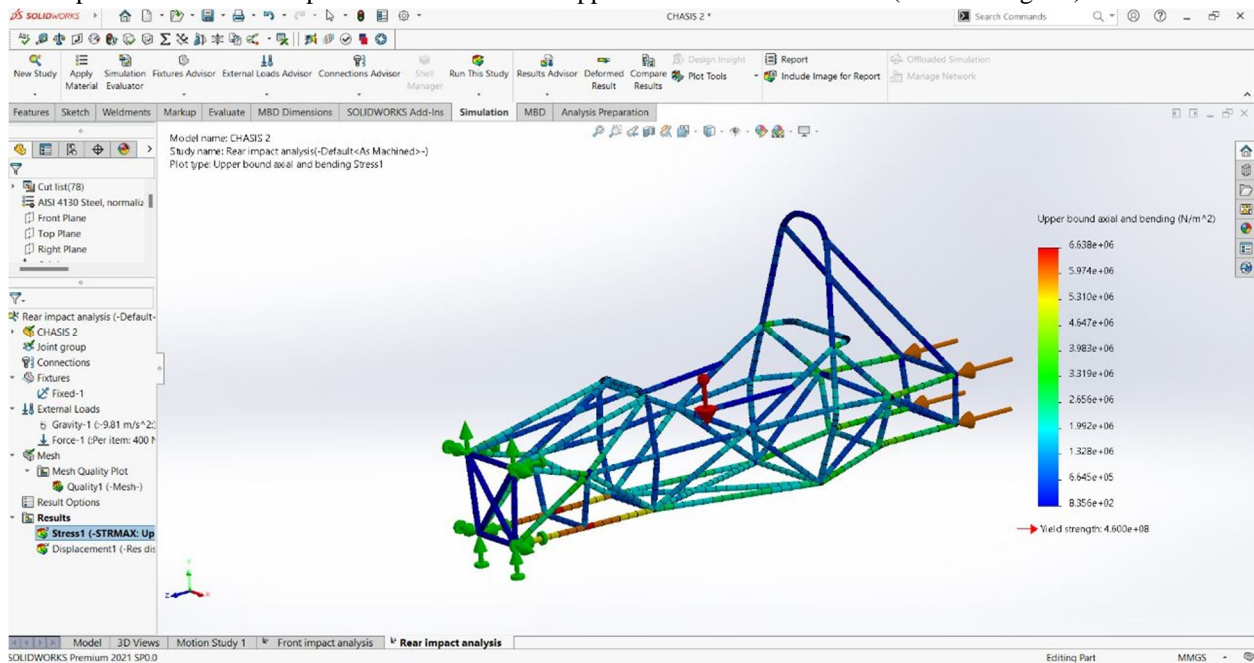 SOLIDWORKS
CHASIS 2 *
Search Commands
New Study
Apply Material
Simulation Evaluator
Fixtures Advisor
External Loads Advisor
Connections Advisor
Shell Manager
Run This Study
Results Advisor
Deformed Result
Compare Results
Design Insight
Plot Tools
Report
Include Image for Report
Offloaded Simulation
Manage Network
Features Sketch Weldments Markup Evaluate MBD Dimensions SOLIDWORKS Add-Ins Simulation MBD Analysis Preparation
Model name: CHASIS 2
Study name: Rear impact analysis(-Default<As Machined>-)
Plot type: Upper bound axial and bending Stress1
Cut list(78)
AISI 4130 Steel, normaliz
Front Plane
Top Plane
Right Plane
Rear impact analysis (-Default-
CHASIS 2
Joint group
Connections
Fixtures
Fixed-1
External Loads
Gravity-1 (:-9.81 m/s^2:)
Force-1 (:Per item: 400 N
Mesh
Mesh Quality Plot
Quality1 (-Mesh-)
Result Options
Results
Stress1 (-STRMAX: Up
Displacement1 (-Res dis
Upper bound axial and bending (N/m^2)
6.638e+06
5.974e+06
5.310e+06
4.647e+06
3.983e+06
3.319e+06
2.656e+06
1.992e+06
1.328e+06
6.645e+05
8.356e+02
Yield strength: 4.600e+08
Model 3D Views Motion Study 1 Front impact analysis Rear impact analysis
SOLIDWORKS Premium 2021 SP0.0
Editing Part
MMGS